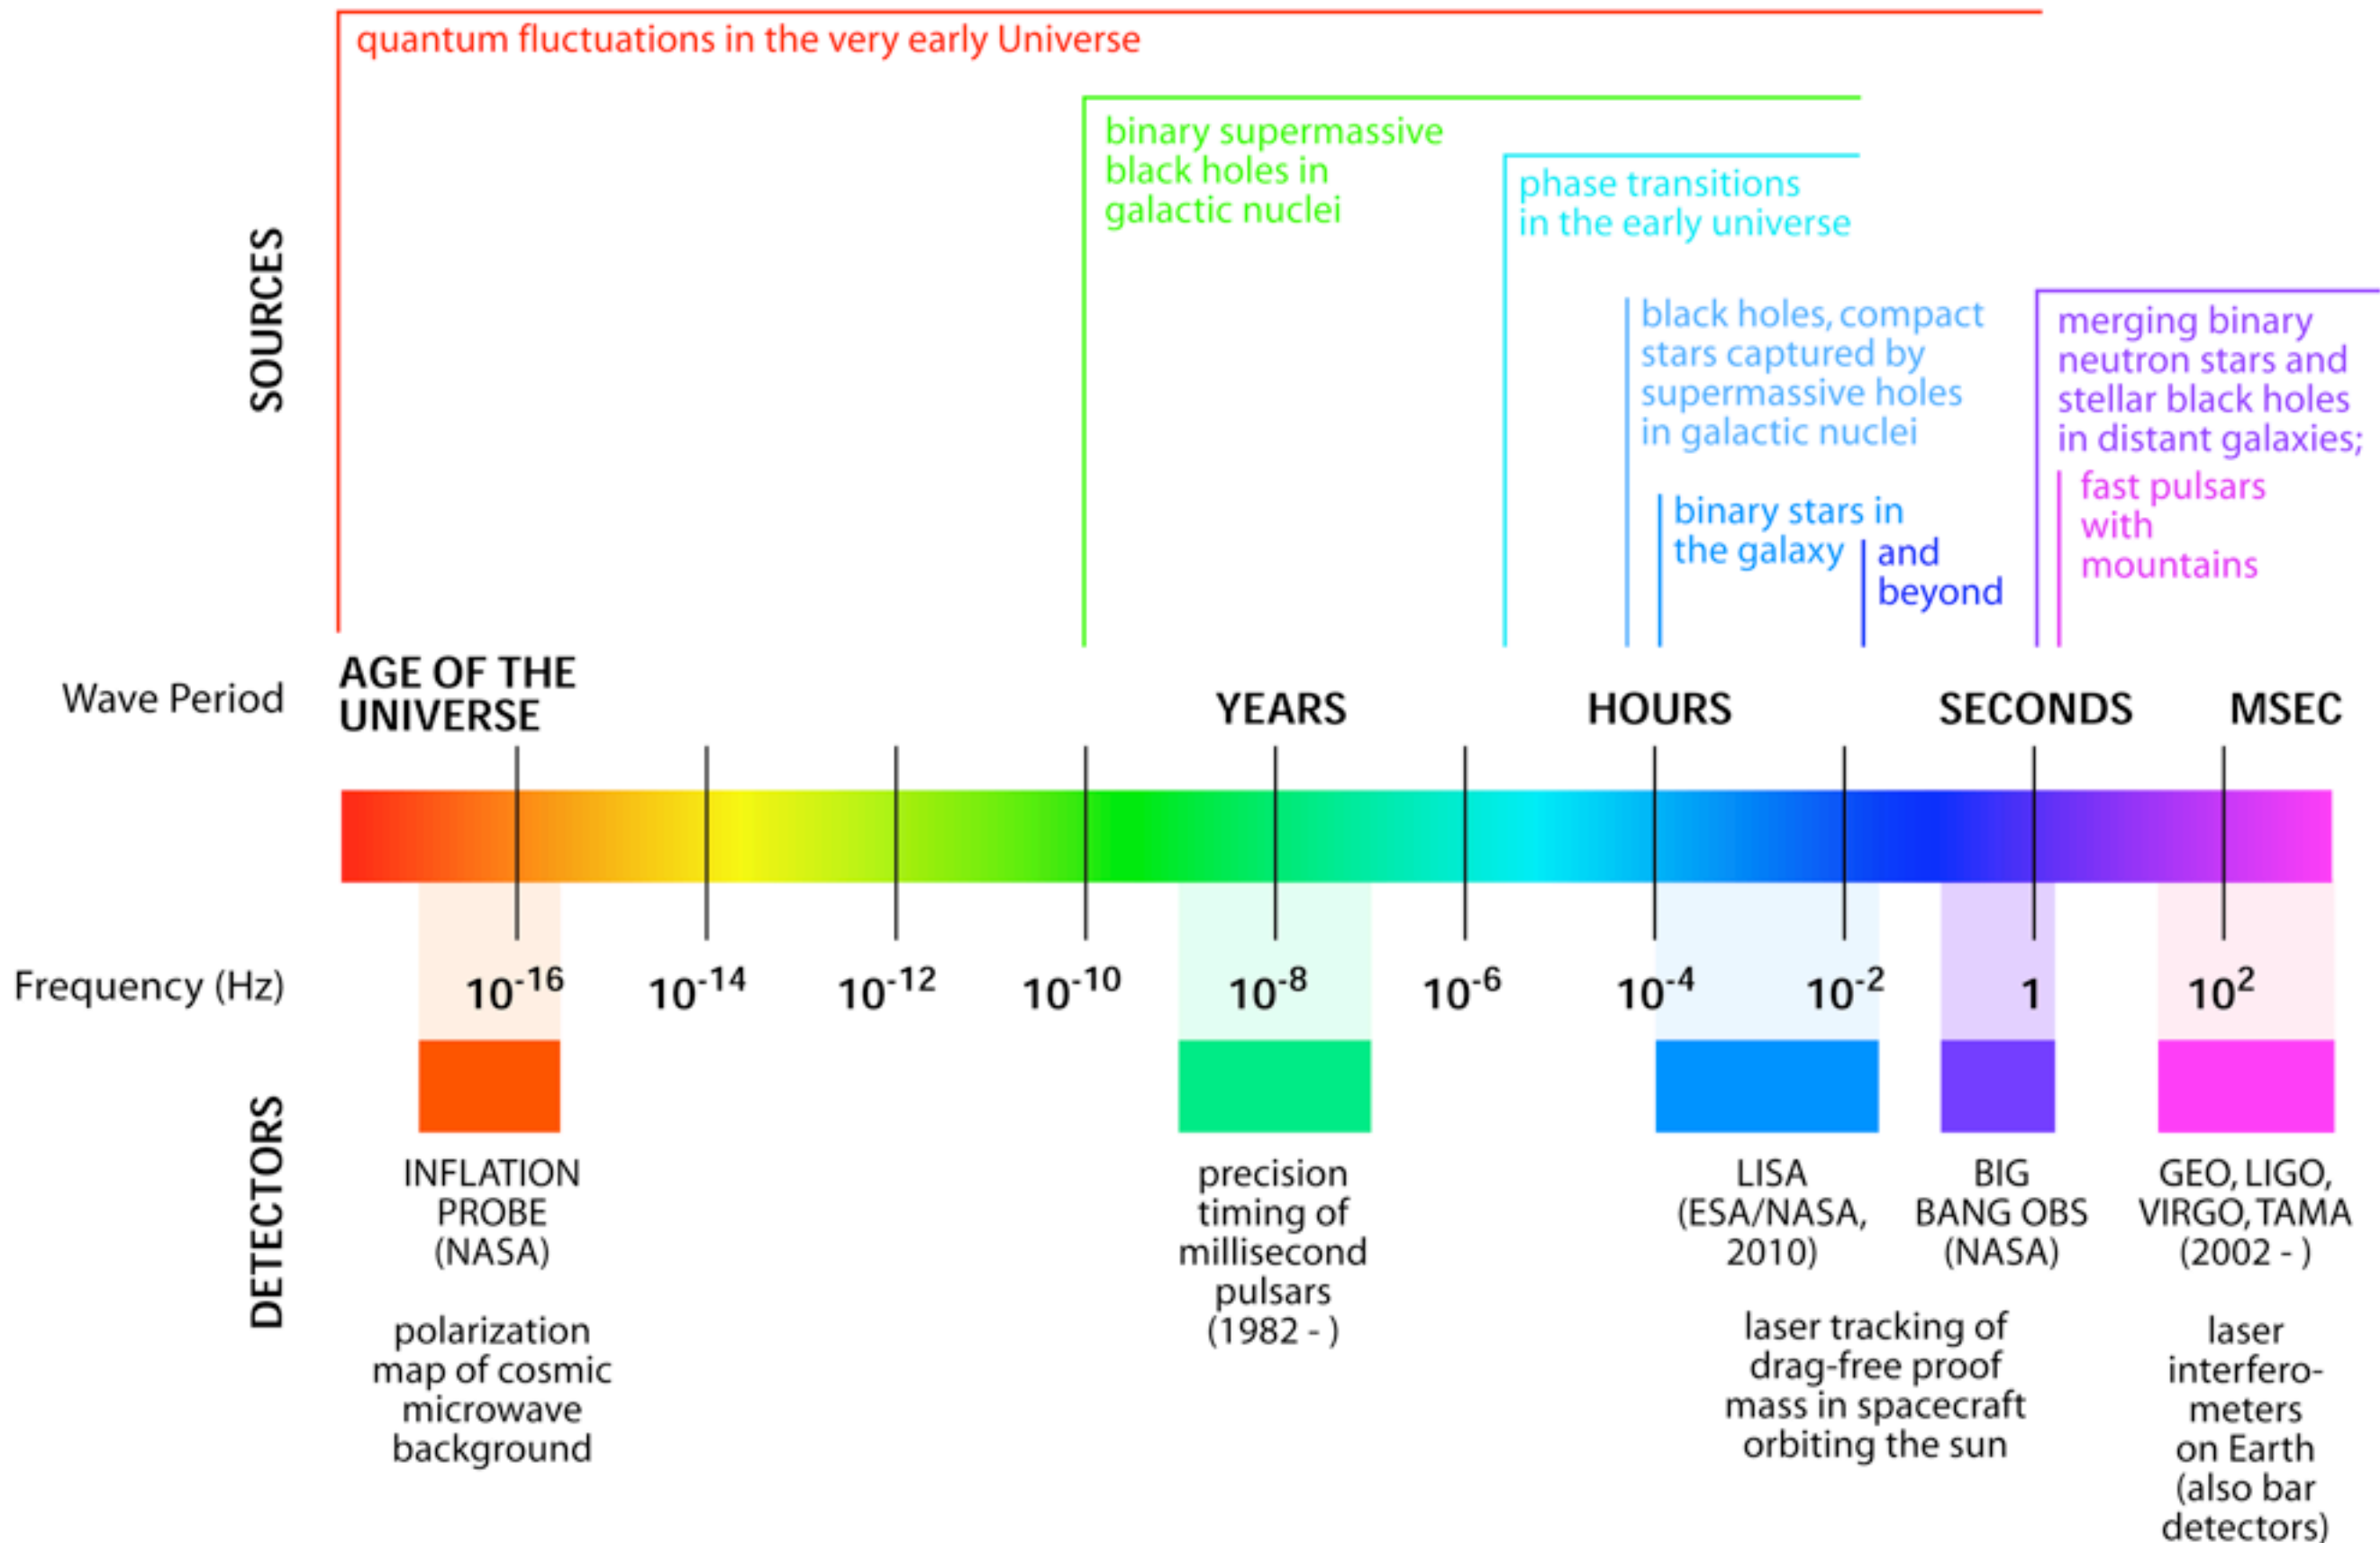 quantum fluctuations in the very early Universe
binary supermassive
black holes in
galactic nuclei
phase transitions
in the early universe
SOURCES
black holes, compact
stars captured by
supermassive holes
in galactic nuclei
merging binary
neutron stars and
stellar black holes
in distant galaxies;
fast pulsars
with
mountains
binary stars in
the galaxy
and
beyond
Wave Period
AGE OF THE
UNIVERSE
YEARS
HOURS
SECONDS
MSEC
Frequency (Hz)
10⁻¹⁶
10⁻¹⁴
10⁻¹²
10⁻¹⁰
10⁻⁸
10⁻⁶
10⁻⁴
10⁻²
1
10²
DETECTORS
INFLATION
PROBE
(NASA)
polarization
map of cosmic
microwave
background
precision
timing of
millisecond
pulsars
(1982 - )
LISA
(ESA/NASA,
2010)
BIG
BANG OBS
(NASA)
laser tracking of
drag-free proof
mass in spacecraft
orbiting the sun
GEO, LIGO,
VIRGO, TAMA
(2002 - )
laser
interfero-
meters
on Earth
(also bar
detectors)